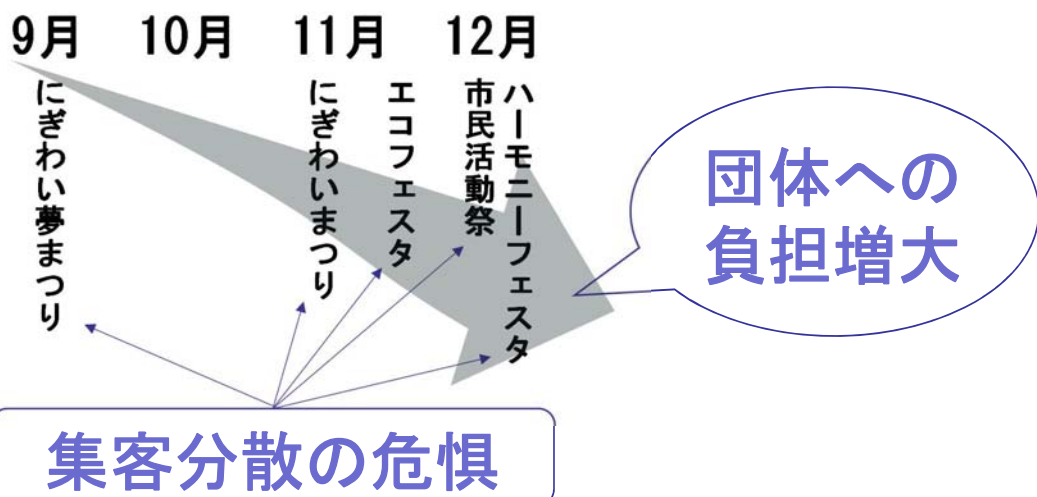 9月 10月 11月 12月
にぎわい夢まつり
にぎわいまつり
エコフェスタ
市民活動祭
ハーモニーフェスタ
団体への
負担増大
集客分散の危惧